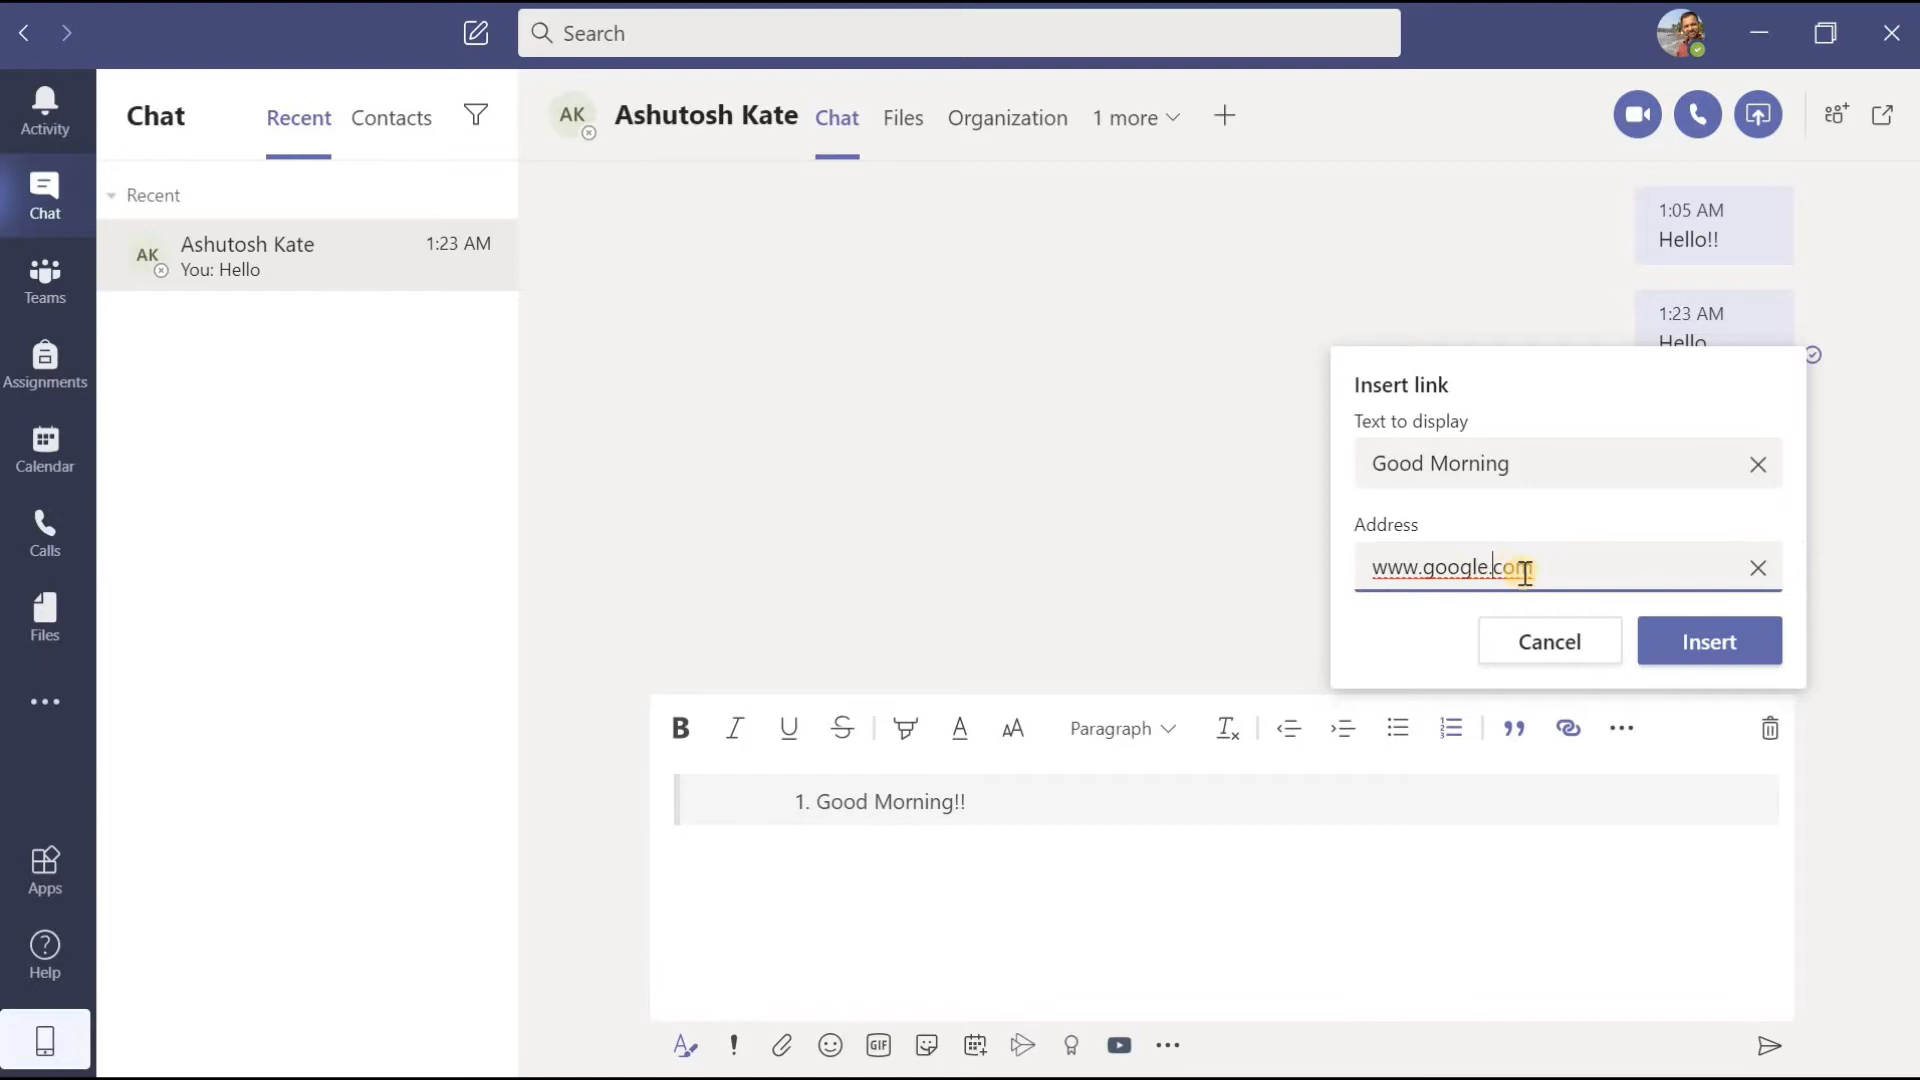 Search
Activity
Chat
Teams
Assignments
Calendar
Calls
Files
Apps
Help
Chat
Recent
Contacts
Recent
AK
Ashutosh Kate
1:23 AM
You: Hello
AK
Ashutosh Kate
Chat
Files
Organization
1 more
1:05 AM
Hello!!
1:23 AM
Hello
Insert link
Text to display
Good Morning
Address
www.google.com
Cancel
Insert
B
Paragraph
1. Good Morning!!
GIF